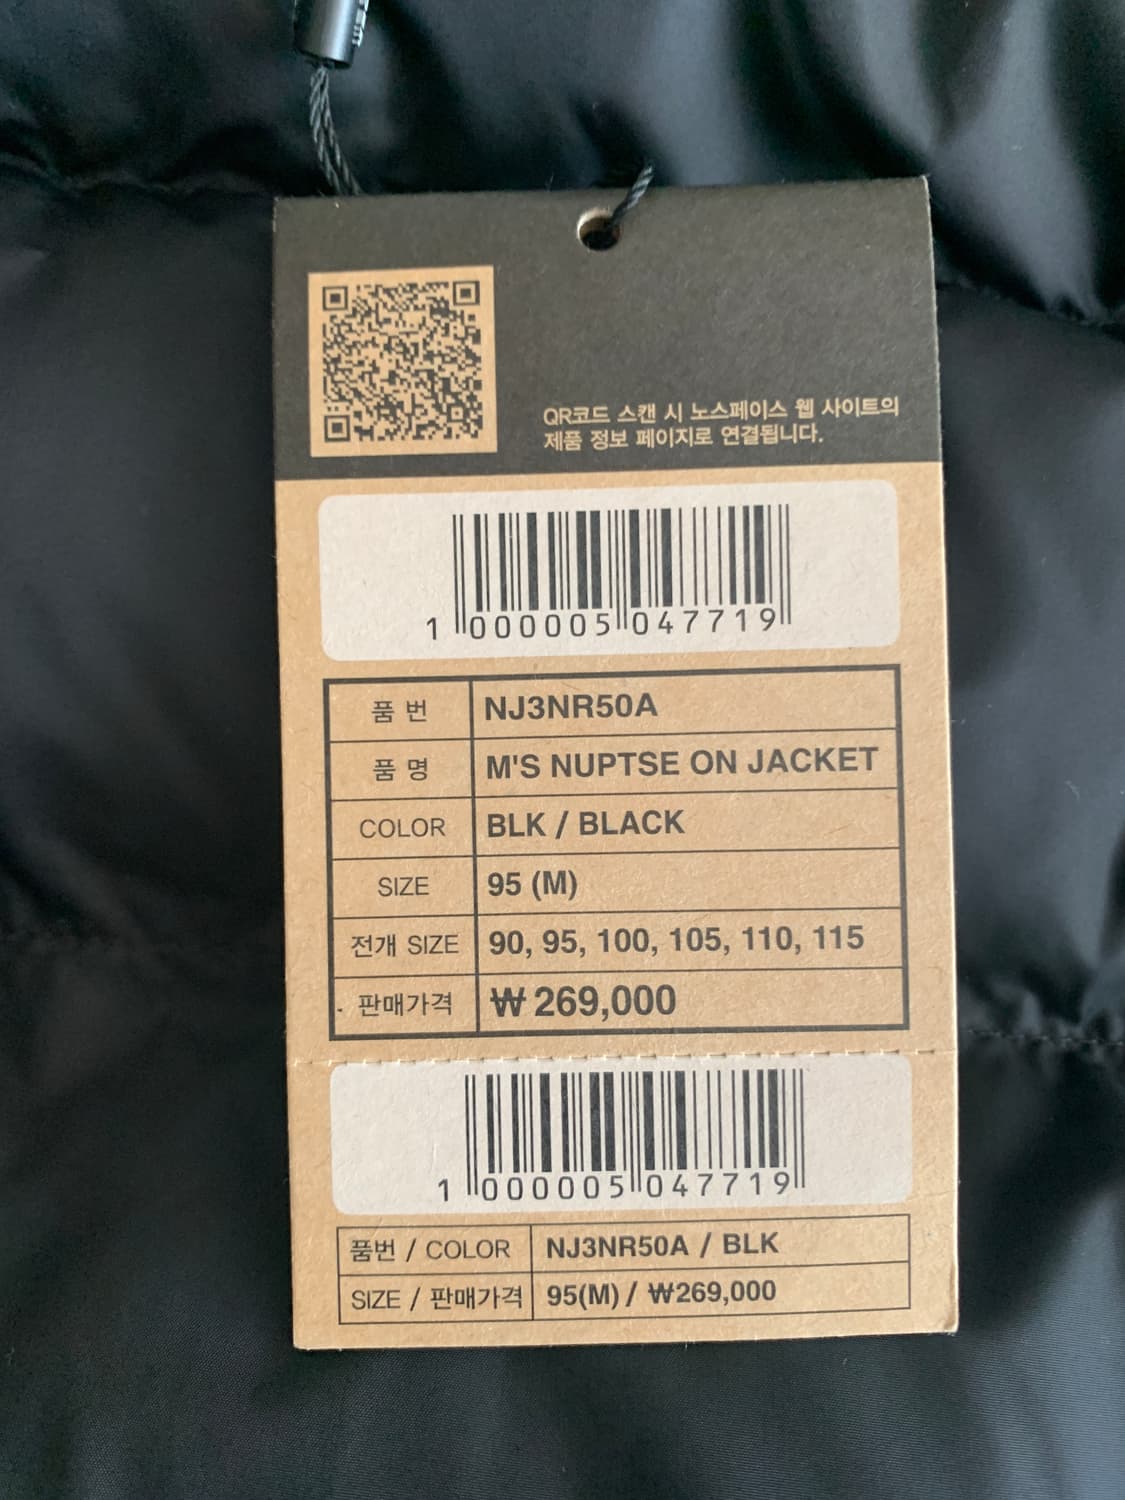 QR코드 스캔 시 노스페이스 웹 사이트의
제품 정보 페이지로 연결됩니다.
1 000005 047719
품 번 NJ3NR50A
품 명 M'S NUPTSE ON JACKET
COLOR BLK / BLACK
SIZE 95 (M)
전개 SIZE 90, 95, 100, 105, 110, 115
판매가격 ₩ 269,000
1 000005 047719
품번 / COLOR NJ3NR50A / BLK
SIZE / 판매가격 95(M) / ₩269,000